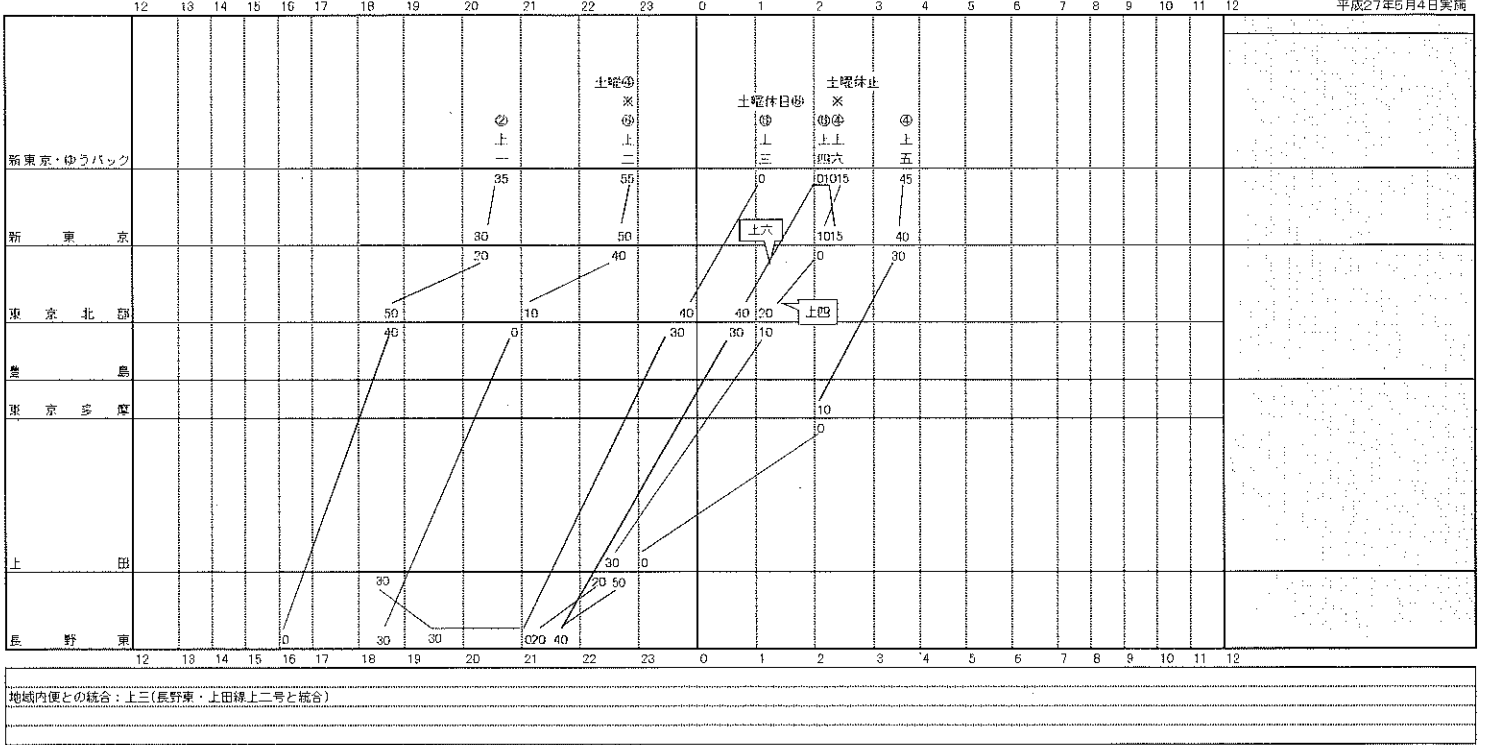 12 13 14 15 16 17 18 19 20 21 22 23 0 1 2 3 4 5 6 7 8 9 10 11 12 平成27年5月4日実施
土曜④ 土曜休止
※ 土曜休日⑯ ※
② ⑯ ⑱ ⑱④ ④
上 上 上 上上 上
一 二 三 四六 五
新東京・ゆうパック
35 55 0 01015 45
新東京 30 50 1015 40
20 40 0 30
上六
東京北部 50 10 40 40 20
上四
40 0 30 30 10
豊島
東京多摩 10
0
上田 30 0
30 20 50
長野東 0 30 30 020 40
12 13 14 15 16 17 18 19 20 21 22 23 0 1 2 3 4 5 6 7 8 9 10 11 12
地域内便との統合:上三(長野東・上田線上二号と統合)